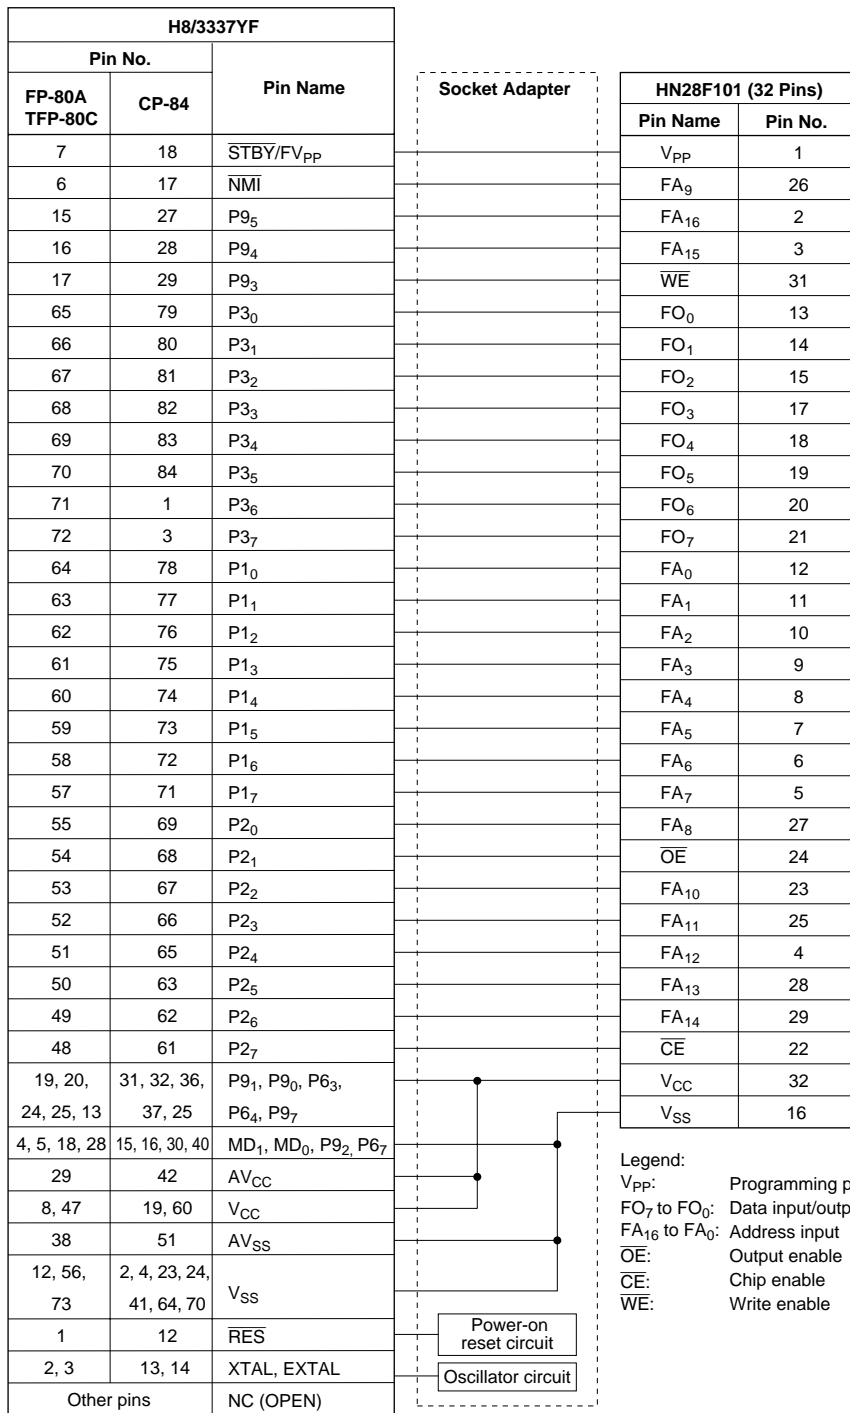 H8/3337YF
Pin No.
Pin Name
FP-80A
TFP-80C
CP-84
Socket Adapter
HN28F101 (32 Pins)
Pin Name Pin No.
7 18 STBY/FVPP VPP 1
6 17 NMI FA9 26
15 27 P95 FA16 2
16 28 P94 FA15 3
17 29 P93 WE 31
65 79 P30 FO0 13
66 80 P31 FO1 14
67 81 P32 FO2 15
68 82 P33 FO3 17
69 83 P34 FO4 18
70 84 P35 FO5 19
71 1 P36 FO6 20
72 3 P37 FO7 21
64 78 P10 FA0 12
63 77 P11 FA1 11
62 76 P12 FA2 10
61 75 P13 FA3 9
60 74 P14 FA4 8
59 73 P15 FA5 7
58 72 P16 FA6 6
57 71 P17 FA7 5
55 69 P20 FA8 27
54 68 P21 OE 24
53 67 P22 FA10 23
52 66 P23 FA11 25
51 65 P24 FA12 4
50 63 P25 FA13 28
49 62 P26 FA14 29
48 61 P27 CE 22
19, 20, 31, 32, 36, P91, P90, P63, VCC 32
24, 25, 13 37, 25 P64, P97 VSS 16
4, 5, 18, 28 15, 16, 30, 40 MD1, MD0, P92, P67
29 42 AVCC
8, 47 19, 60 VCC
38 51 AVSS
12, 56, 2, 4, 23, 24,
73 41, 64, 70 VSS
1 12 RES
Power-on
reset circuit
2, 3 13, 14 XTAL, EXTAL Oscillator circuit
Other pins NC (OPEN)
Legend:
VPP: Programming
FO7 to FO0: Data
FA16 to FA0: Address input
OE: Output enable
CE: Chip enable
WE: Write enable